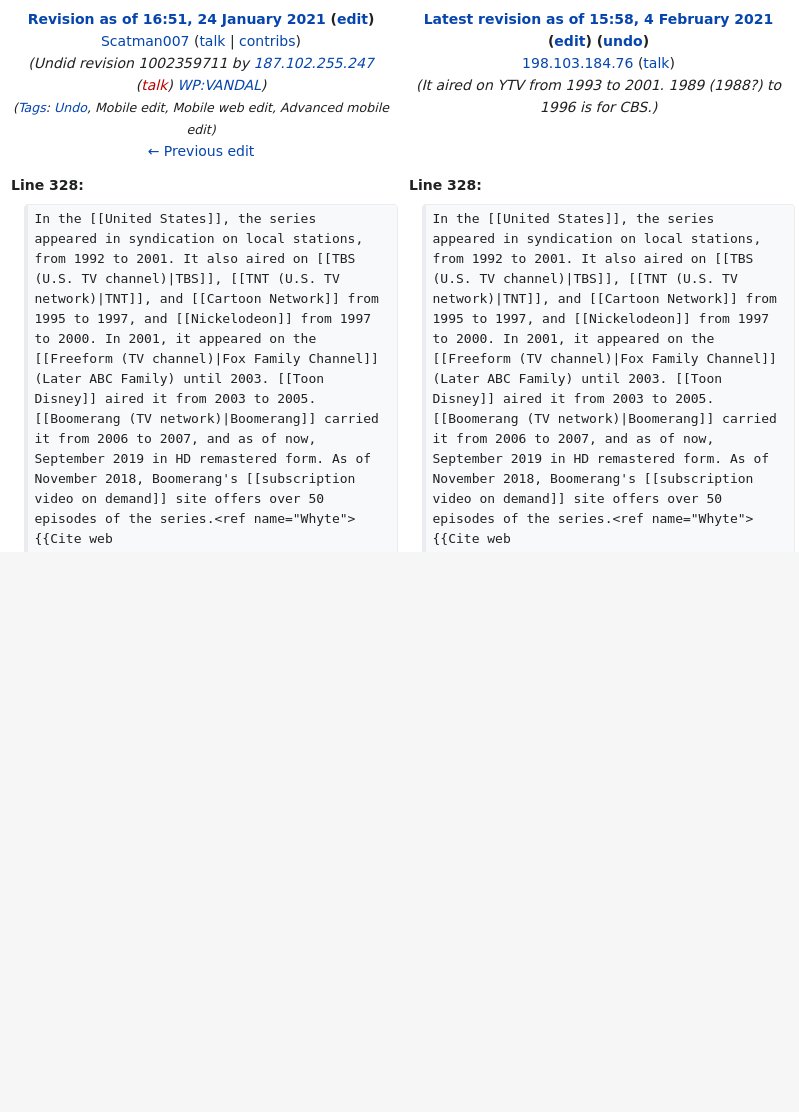 Revision as of 16:51, 24 January 2021 (edit)
Scatman007 (talk | contribs)
(Undid revision 1002359711 by 187.102.255.247
(talk) WP:VANDAL)
(Tags: Undo, Mobile edit, Mobile web edit, Advanced mobile
edit)
← Previous edit
Latest revision as of 15:58, 4 February 2021
(edit) (undo)
198.103.184.76 (talk)
(It aired on YTV from 1993 to 2001. 1989 (1988?) to
1996 is for CBS.)
Line 328:
In the [[United States]], the series
appeared in syndication on local stations,
from 1992 to 2001. It also aired on [[TBS
(U.S. TV channel)|TBS]], [[TNT (U.S. TV
network)|TNT]], and [[Cartoon Network]] from
1995 to 1997, and [[Nickelodeon]] from 1997
to 2000. In 2001, it appeared on the
[[Freeform (TV channel)|Fox Family Channel]]
(Later ABC Family) until 2003. [[Toon
Disney]] aired it from 2003 to 2005.
[[Boomerang (TV network)|Boomerang]] carried
it from 2006 to 2007, and as of now,
September 2019 in HD remastered form. As of
November 2018, Boomerang's [[subscription
video on demand]] site offers over 50
episodes of the series.<ref name="Whyte">
{{Cite web
Line 328:
In the [[United States]], the series
appeared in syndication on local stations,
from 1992 to 2001. It also aired on [[TBS
(U.S. TV channel)|TBS]], [[TNT (U.S. TV
network)|TNT]], and [[Cartoon Network]] from
1995 to 1997, and [[Nickelodeon]] from 1997
to 2000. In 2001, it appeared on the
[[Freeform (TV channel)|Fox Family Channel]]
(Later ABC Family) until 2003. [[Toon
Disney]] aired it from 2003 to 2005.
[[Boomerang (TV network)|Boomerang]] carried
it from 2006 to 2007, and as of now,
September 2019 in HD remastered form. As of
November 2018, Boomerang's [[subscription
video on demand]] site offers over 50
episodes of the series.<ref name="Whyte">
{{Cite web